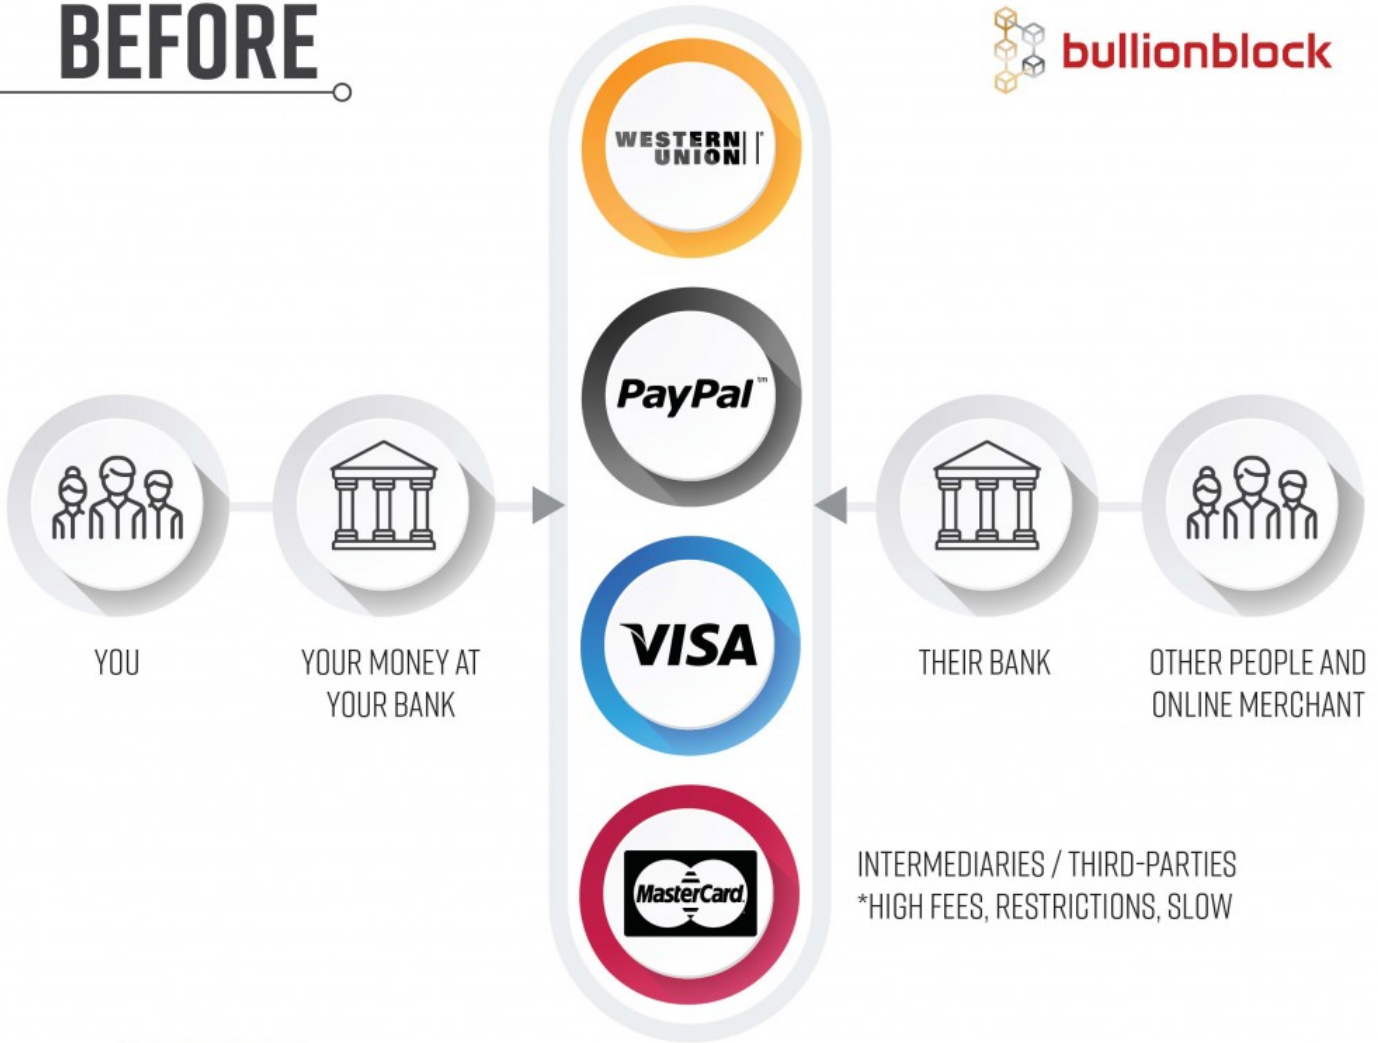 BEFORE
bullionblock
WESTERN
UNION
PayPal™
VISA
MasterCard
YOU
YOUR MONEY AT
YOUR BANK
THEIR BANK
OTHER PEOPLE AND
ONLINE MERCHANT
INTERMEDIARIES / THIRD-PARTIES
*HIGH FEES, RESTRICTIONS, SLOW